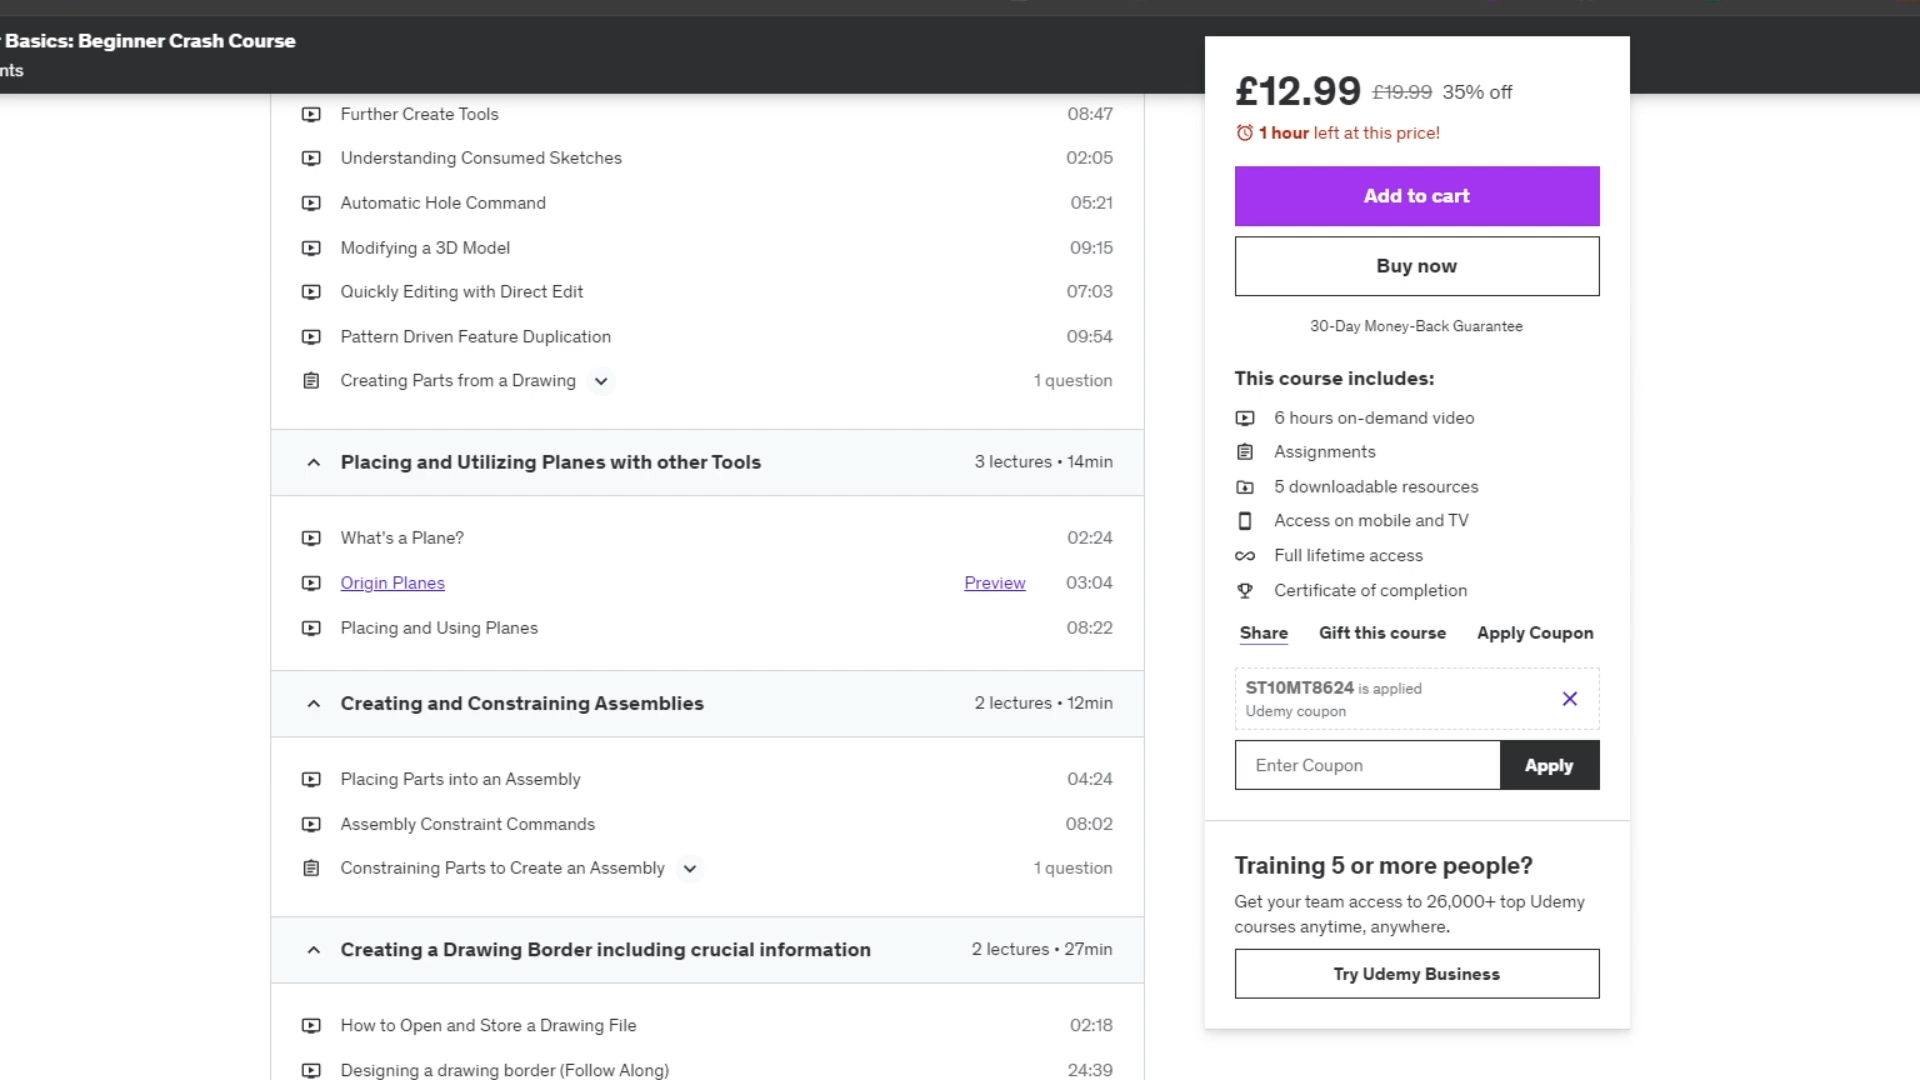 Basics: Beginner Crash Course
nts
Further Create Tools 08:47
Understanding Consumed Sketches 02:05
Automatic Hole Command 05:21
Modifying a 3D Model 09:15
Quickly Editing with Direct Edit 07:03
Pattern Driven Feature Duplication 09:54
Creating Parts from a Drawing 1 question
Placing and Utilizing Planes with other Tools 3 lectures • 14min
What's a Plane? 02:24
Origin Planes Preview 03:04
Placing and Using Planes 08:22
Creating and Constraining Assemblies 2 lectures • 12min
Placing Parts into an Assembly 04:24
Assembly Constraint Commands 08:02
Constraining Parts to Create an Assembly 1 question
Creating a Drawing Border including crucial information 2 lectures • 27min
How to Open and Store a Drawing File 02:18
Designing a drawing border (Follow Along) 24:39
£12.99 £19.99 35% off
1 hour left at this price!
Add to cart
Buy now
30-Day Money-Back Guarantee
This course includes:
6 hours on-demand video
Assignments
5 downloadable resources
Access on mobile and TV
Full lifetime access
Certificate of completion
Share Gift this course Apply Coupon
ST10MT8624 is applied
Udemy coupon
Enter Coupon Apply
Training 5 or more people?
Get your team access to 26,000+ top Udemy
courses anytime, anywhere.
Try Udemy Business